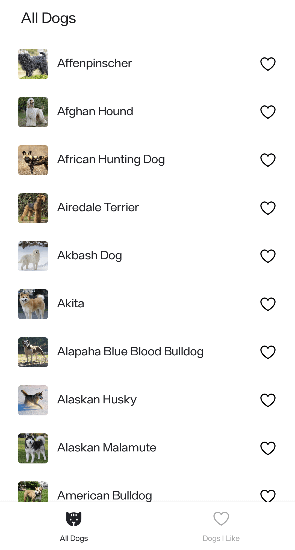 All Dogs
Affenpinscher
Afghan Hound
African Hunting Dog
Airedale Terrier
Akbash Dog
Akita
Alapaha Blue Blood Bulldog
Alaskan Husky
Alaskan Malamute
American Bulldog
All Dogs
Dogs I Like